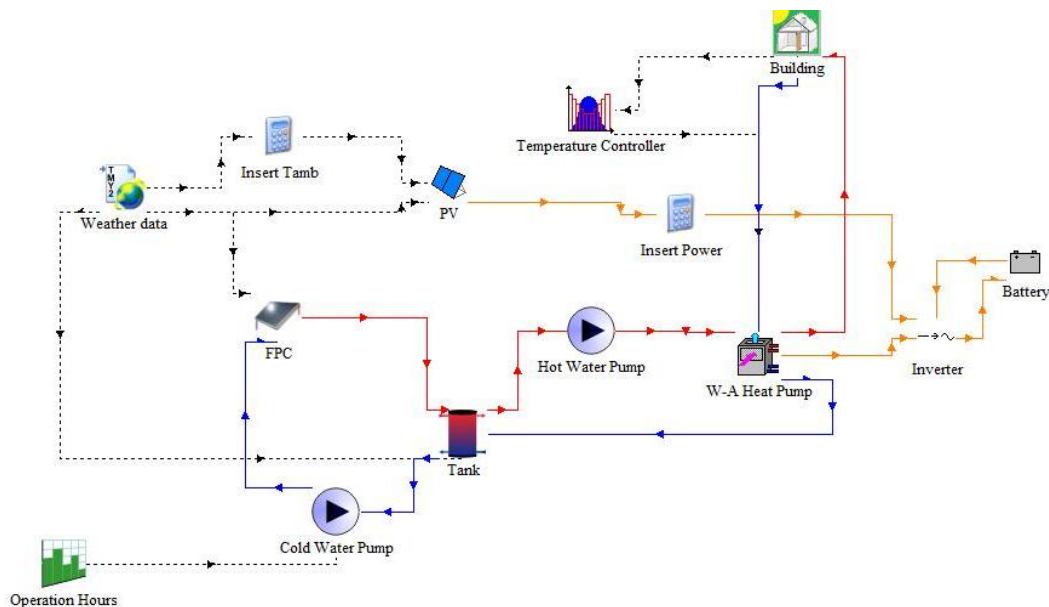 Building
Temperature Controller
Insert Tamb
TMY2
Weather data
PV
Insert Power
Battery
FPC
Hot Water Pump
W-A Heat Pump
Inverter
Tank
Cold Water Pump
Operation Hours